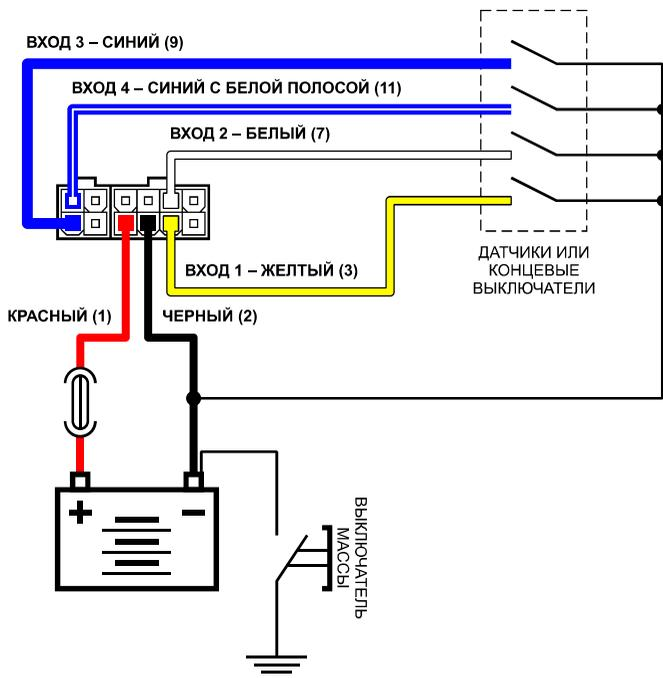 ВХОД 3 – СИНИЙ (9)
ВХОД 4 – СИНИЙ С БЕЛОЙ ПОЛОСОЙ (11)
ВХОД 2 – БЕЛЫЙ (7)
ДАТЧИКИ ИЛИ
КОНЦЕВЫЕ
ВЫКЛЮЧАТЕЛИ
ВХОД 1 – ЖЕЛТЫЙ (3)
КРАСНЫЙ (1)
ЧЕРНЫЙ (2)
+
–
ВЫКЛЮЧАТЕЛЬ
МАССЫ